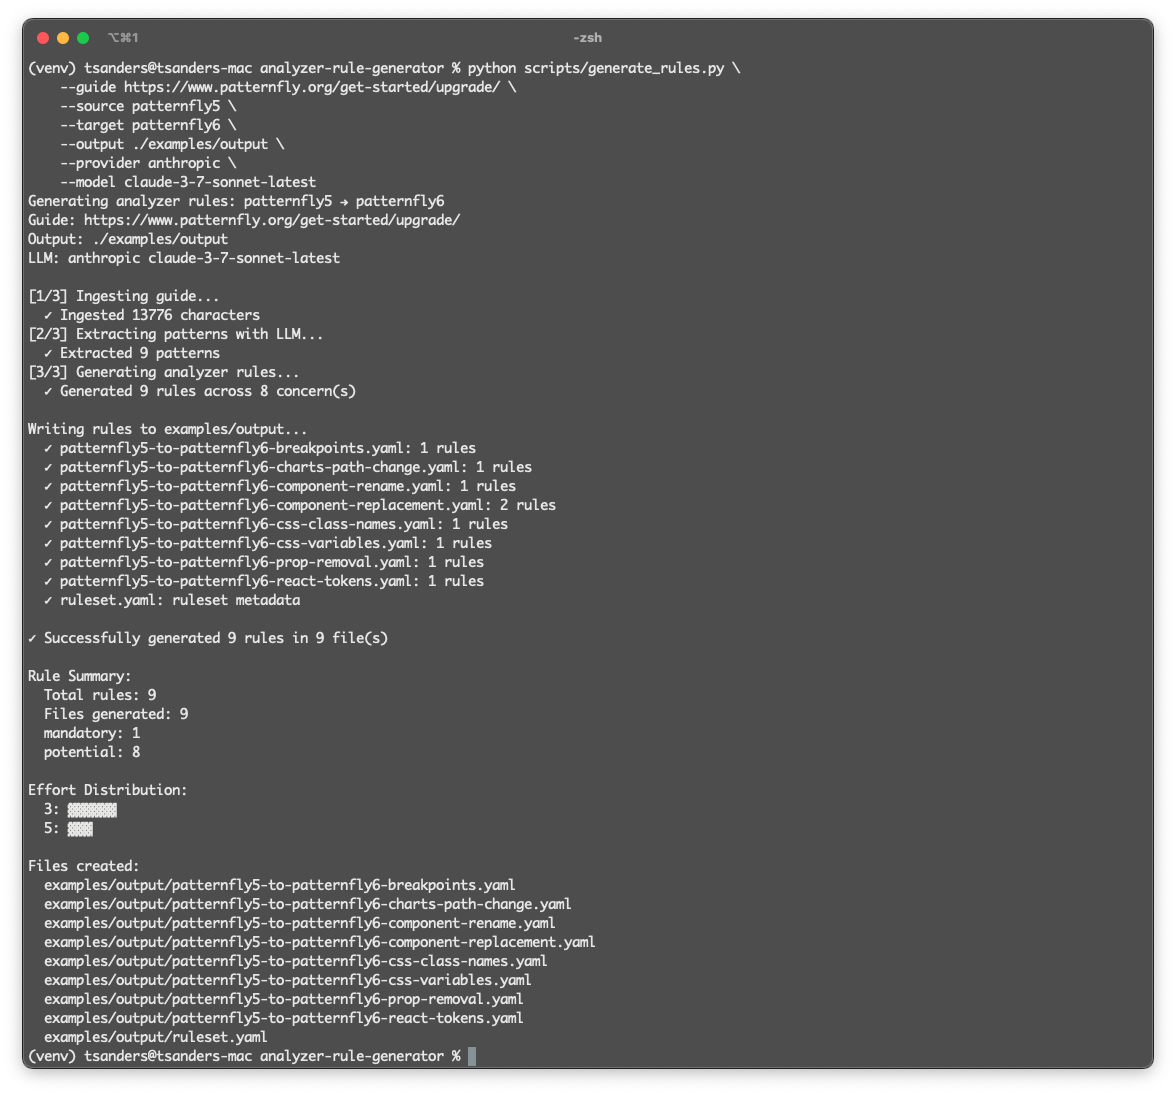 ⌥⌘1
-zsh
(venv) tsanders@tsanders-mac analyzer-rule-generator % python scripts/generate_rules.py \
    --guide https://www.patternfly.org/get-started/upgrade/ \
    --source patternfly5 \
    --target patternfly6 \
    --output ./examples/output \
    --provider anthropic \
    --model claude-3-7-sonnet-latest
Generating analyzer rules: patternfly5 → patternfly6
Guide: https://www.patternfly.org/get-started/upgrade/
Output: ./examples/output
LLM: anthropic claude-3-7-sonnet-latest

[1/3] Ingesting guide...
  ✓ Ingested 13776 characters
[2/3] Extracting patterns with LLM...
  ✓ Extracted 9 patterns
[3/3] Generating analyzer rules...
  ✓ Generated 9 rules across 8 concern(s)

Writing rules to examples/output...
  ✓ patternfly5-to-patternfly6-breakpoints.yaml: 1 rules
  ✓ patternfly5-to-patternfly6-charts-path-change.yaml: 1 rules
  ✓ patternfly5-to-patternfly6-component-rename.yaml: 1 rules
  ✓ patternfly5-to-patternfly6-component-replacement.yaml: 2 rules
  ✓ patternfly5-to-patternfly6-css-class-names.yaml: 1 rules
  ✓ patternfly5-to-patternfly6-css-variables.yaml: 1 rules
  ✓ patternfly5-to-patternfly6-prop-removal.yaml: 1 rules
  ✓ patternfly5-to-patternfly6-react-tokens.yaml: 1 rules
  ✓ ruleset.yaml: ruleset metadata

✓ Successfully generated 9 rules in 9 file(s)

Rule Summary:
  Total rules: 9
  Files generated: 9
  mandatory: 1
  potential: 8

Effort Distribution:
  3: ▓▓▓▓▓▓
  5: ▓▓▓

Files created:
  examples/output/patternfly5-to-patternfly6-breakpoints.yaml
  examples/output/patternfly5-to-patternfly6-charts-path-change.yaml
  examples/output/patternfly5-to-patternfly6-component-rename.yaml
  examples/output/patternfly5-to-patternfly6-component-replacement.yaml
  examples/output/patternfly5-to-patternfly6-css-class-names.yaml
  examples/output/patternfly5-to-patternfly6-css-variables.yaml
  examples/output/patternfly5-to-patternfly6-prop-removal.yaml
  examples/output/patternfly5-to-patternfly6-react-tokens.yaml
  examples/output/ruleset.yaml
(venv) tsanders@tsanders-mac analyzer-rule-generator %